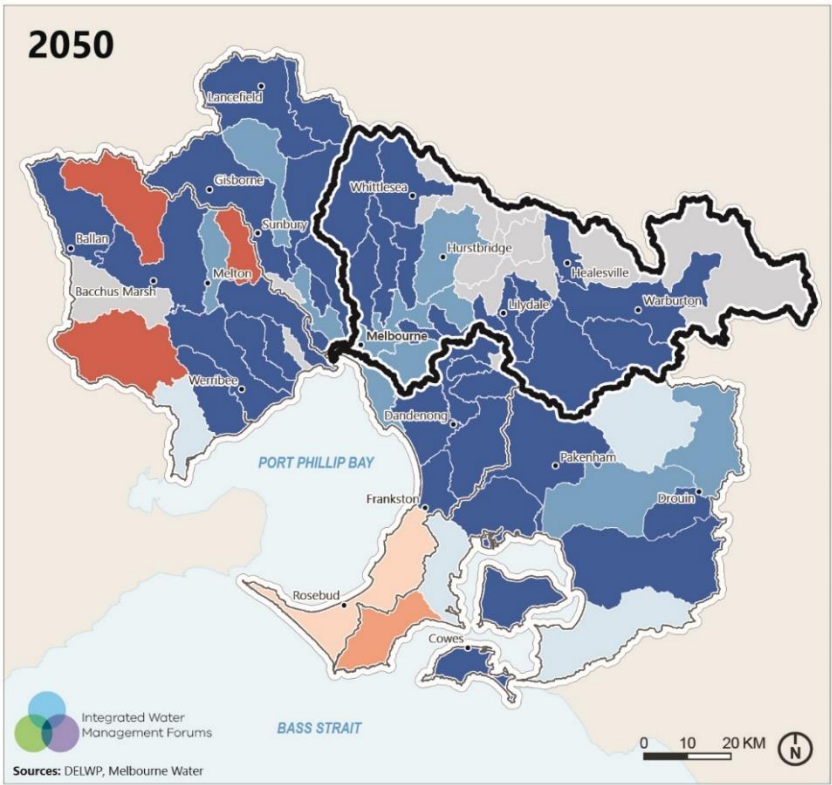 2050
Lancefield
Gisborne
Whittlesea
Sunbury
Ballan
Hurstbridge
Healesville
Melton
Bacchus Marsh
Lilydale
Warburton
Melbourne
Werribee
Dandenong
PORT PHILLIP BAY
Pakenham
Frankston
Drouin
Rosebud
Cowes
Integrated Water
Management Forums
BASS STRAIT
0 10 20 KM
N
Sources: DELWP, Melbourne Water